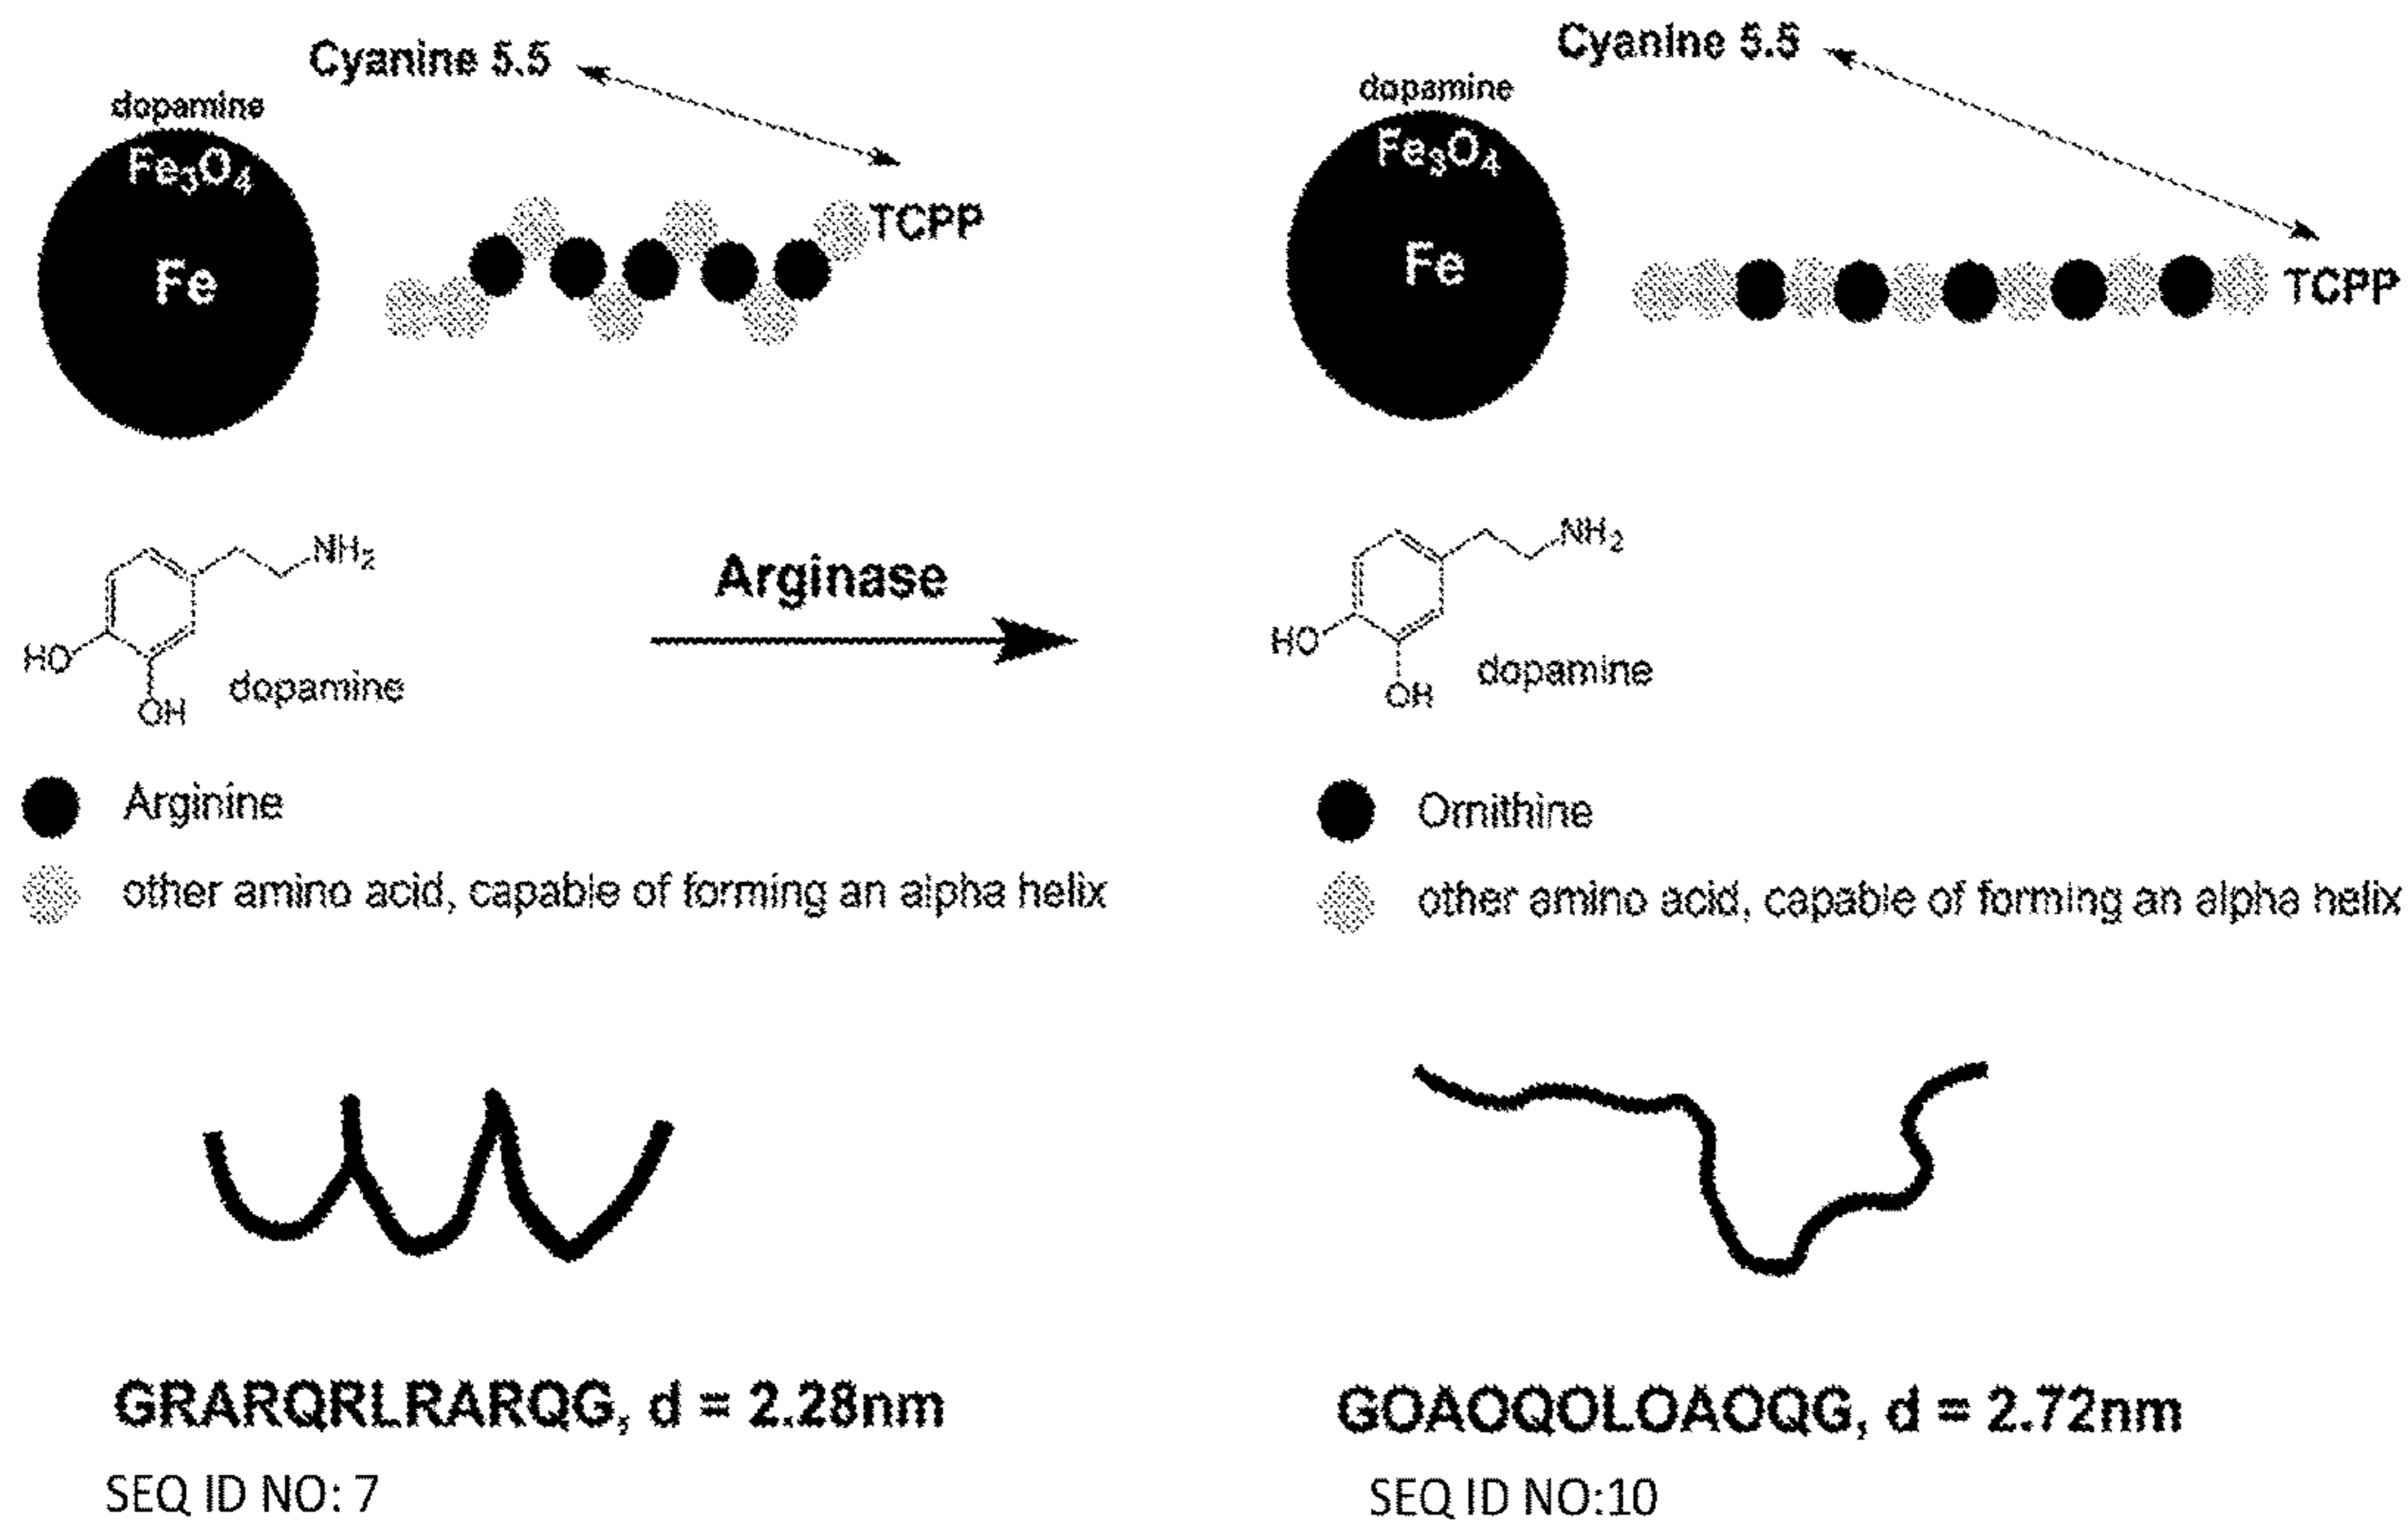 Cyanine 5.5
dopamine
Fe3O4
Fe
TCPP
Cyanine 5.5
dopamine
Fe3O4
Fe
TCPP
NH2
HO
OH
dopamine
Arginase
NH2
HO
OH
dopamine
Arginine
other amino acid, capable of forming an alpha helix
Ornithine
other amino acid, capable of forming an alpha helix
GRARQRLRARQG, d = 2.28nm
SEQ ID NO: 7
GOAOQOLOAOQG, d = 2.72nm
SEQ ID NO:10